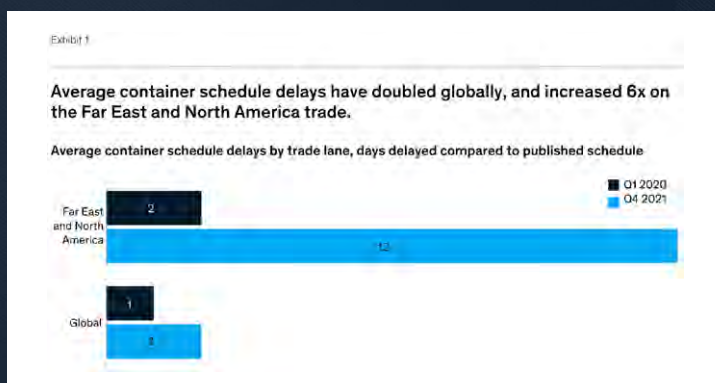 Exhibit 1
Average container schedule delays have doubled globally, and increased 6x on
the Far East and North America trade.
Average container schedule delays by trade lane, days delayed compared to published schedule
Q1 2020
Q4 2021
Far East
and North
America
2
12
Global
1
2